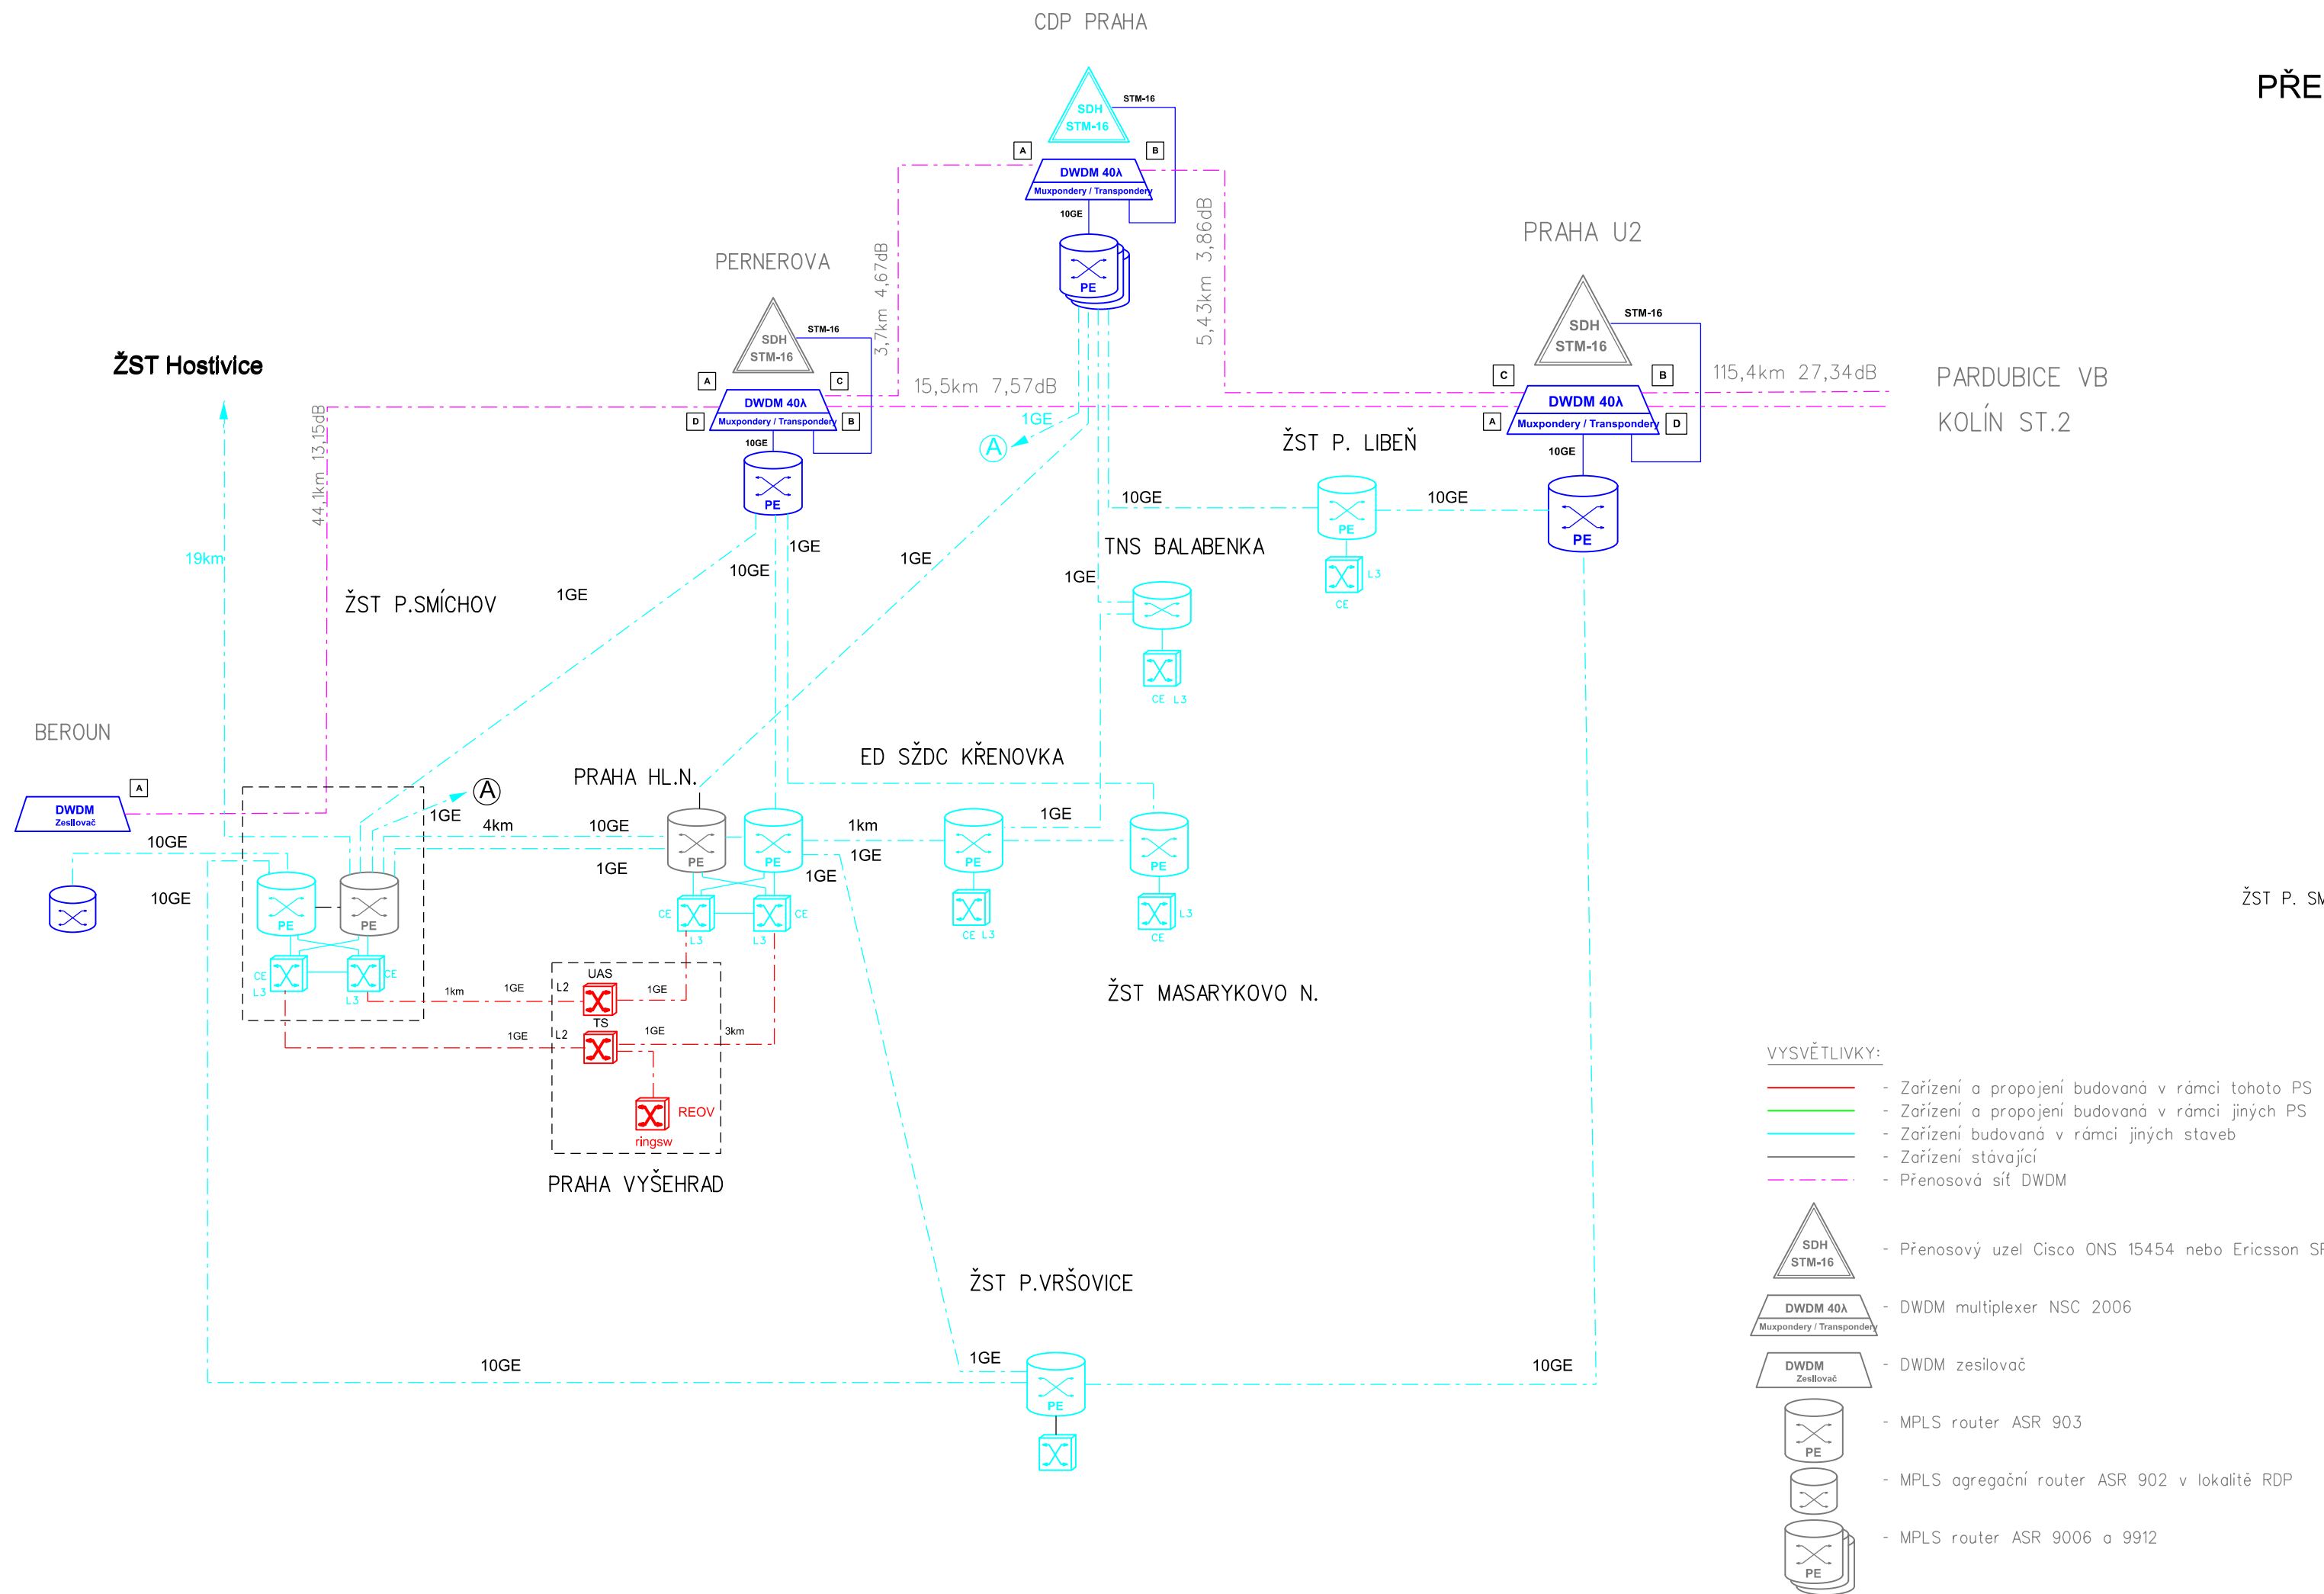 CDP PRAHA
PŘE
SDH
STM-16
STM-16
A
B
DWDM 40λ
Muxpondery / Transpondery
10GE
PE
3,7km 4,67dB
5,43km 3,86dB
PRAHA U2
SDH
STM-16
STM-16
C
B
DWDM 40λ
Muxpondery / Transpondery
A
D
10GE
PE
115,4km 27,34dB
PARDUBICE VB
KOLÍN ST.2
PERNEROVA
SDH
STM-16
STM-16
A
C
DWDM 40λ
Muxpondery / Transpondery
D
B
10GE
PE
15,5km 7,57dB
1GE
A
ŽST Hostivice
44,1km 13,15dB
19km
ŽST P. LIBEŇ
10GE
10GE
PE
L3
CE
TNS BALABENKA
1GE
CE L3
1GE
10GE
1GE
1GE
ŽST P.SMÍCHOV
BEROUN
A
DWDM
Zesilovač
10GE
10GE
PE
PE
CE
CE
L3
L3
1GE
A
4km
10GE
1GE
PRAHA HL.N.
PE
PE
CE
CE
L3
L3
1km
1GE
1GE
ED SŽDC KŘENOVKA
PE
CE L3
1GE
PE
L3
CE
ŽST MASARYKOVO N.
ŽST P. SM
1km
1GE
L2
UAS
1GE
1GE
L2
TS
1GE
3km
REOV
ringsw
PRAHA VYŠEHRAD
ŽST P.VRŠOVICE
10GE
1GE
10GE
PE
VYSVĚTLIVKY:
- Zařízení a propojení budovaná v rámci tohoto PS
- Zařízení a propojení budovaná v rámci jiných PS
- Zařízení budovaná v rámci jiných staveb
- Zařízení stávající
- Přenosová síť DWDM
SDH
STM-16
- Přenosový uzel Cisco ONS 15454 nebo Ericsson
DWDM 40λ
Muxpondery / Transpondery
- DWDM multiplexer NSC 2006
DWDM
Zesilovač
- DWDM zesilovač
PE
- MPLS router ASR 903
- MPLS agregační router ASR 902 v lokalitě RDP
PE
- MPLS router ASR 9006 a 9912